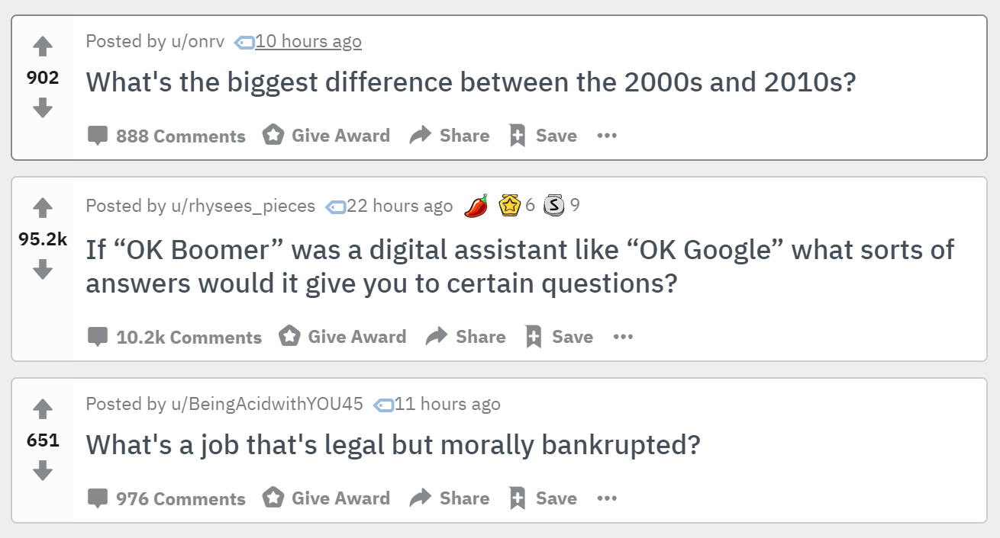 Posted by u/onrv 10 hours ago
902
What's the biggest difference between the 2000s and 2010s?
888 Comments Give Award Share Save •••
Posted by u/rhysees_pieces 22 hours ago 6 S 9
95.2k
If “OK Boomer” was a digital assistant like “OK Google” what sorts of
answers would it give you to certain questions?
10.2k Comments Give Award Share Save •••
Posted by u/BeingAcidwithYOU45 11 hours ago
651
What's a job that's legal but morally bankrupted?
976 Comments Give Award Share Save •••